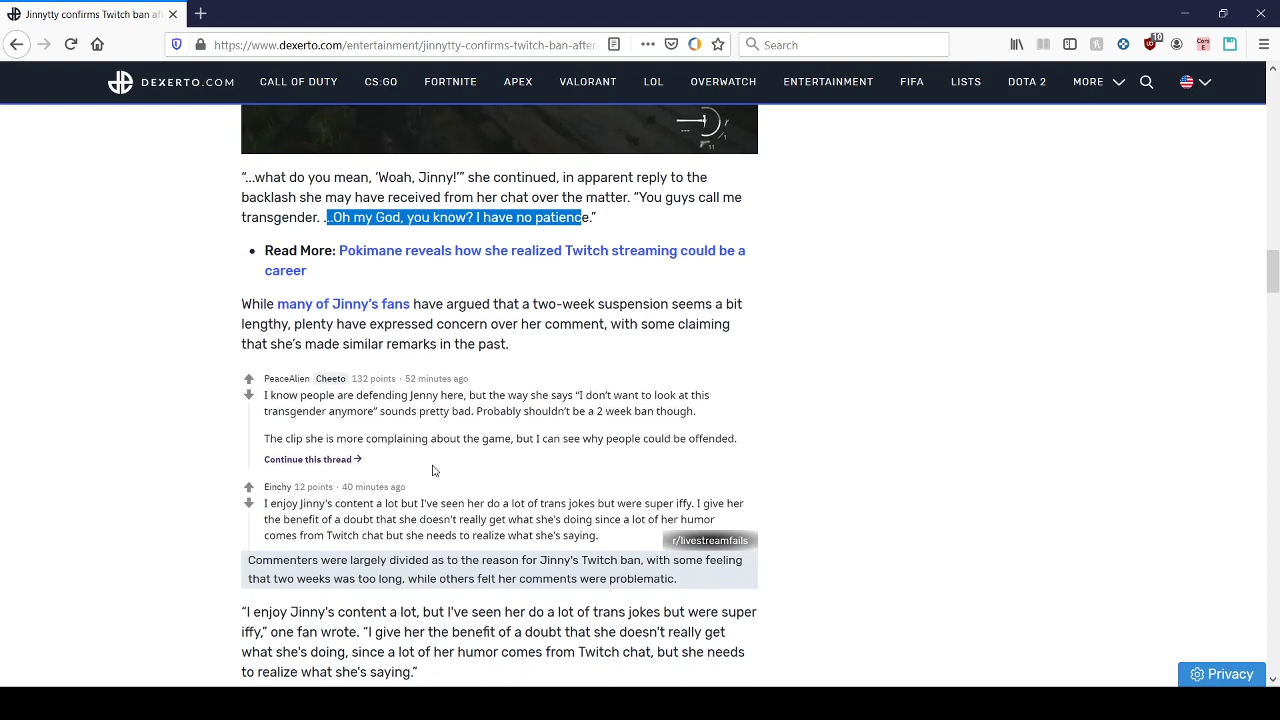 Jinnytty confirms Twitch ban af
https://www.dexerto.com/entertainment/jinnytty-confirms-twitch-ban-after-
Search
10
DEXERTO.COM
CALL OF DUTY
CS:GO
FORTNITE
APEX
VALORANT
LOL
OVERWATCH
ENTERTAINMENT
FIFA
LISTS
DOTA 2
MORE
11
“...what do you mean, ‘Woah, Jinny!’” she continued, in apparent reply to the
backlash she may have received from her chat over the matter. “You guys call me
transgender. ...Oh my God, you know? I have no patience.”
• Read More: Pokimane reveals how she realized Twitch streaming could be a
career
While many of Jinny’s fans have argued that a two-week suspension seems a bit
lengthy, plenty have expressed concern over her comment, with some claiming
that she’s made similar remarks in the past.
PeaceAlien Cheeto 132 points · 52 minutes ago
I know people are defending Jenny here, but the way she says “I don’t want to look at this
transgender anymore” sounds pretty bad. Probably shouldn’t be a 2 week ban though.
The clip she is more complaining about the game, but I can see why people could be offended.
Continue this thread →
Einchy 12 points · 40 minutes ago
I enjoy Jinny's content a lot but I've seen her do a lot of trans jokes but were super iffy. I give her
the benefit of a doubt that she doesn't really get what she's doing since a lot of her humor
comes from Twitch chat but she needs to realize what she's saying.
r/livestreamfails
Commenters were largely divided as to the reason for Jinny's Twitch ban, with some feeling
that two weeks was too long, while others felt her comments were problematic.
“I enjoy Jinny's content a lot, but I've seen her do a lot of trans jokes but were super
iffy,” one fan wrote. “I give her the benefit of a doubt that she doesn't really get
what she's doing, since a lot of her humor comes from Twitch chat, but she needs
to realize what she's saying.”
Privacy